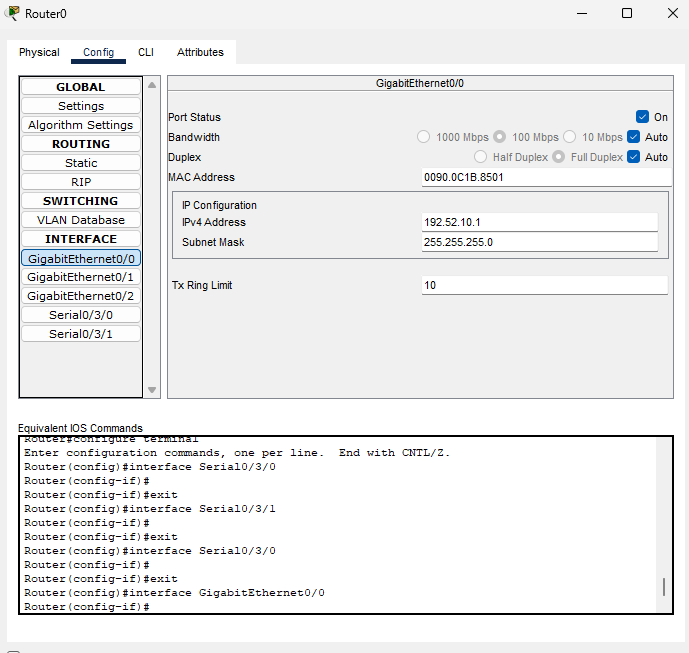 Router0
Physical Config CLI Attributes
GLOBAL
Settings
Algorithm Settings
ROUTING
Static
RIP
SWITCHING
VLAN Database
INTERFACE
GigabitEthernet0/0
GigabitEthernet0/1
GigabitEthernet0/2
Serial0/3/0
Serial0/3/1
GigabitEthernet0/0
Port Status On
Bandwidth 1000 Mbps 100 Mbps 10 Mbps Auto
Duplex Half Duplex Full Duplex Auto
MAC Address 0090.0C1B.8501
IP Configuration
IPv4 Address 192.52.10.1
Subnet Mask 255.255.255.0
Tx Ring Limit 10
Equivalent IOS Commands
Router#configure terminal
Enter configuration commands, one per line. End with CNTL/Z.
Router(config)#interface Serial0/3/0
Router(config-if)#
Router(config-if)#exit
Router(config)#interface Serial0/3/1
Router(config-if)#
Router(config-if)#exit
Router(config)#interface Serial0/3/0
Router(config-if)#
Router(config-if)#exit
Router(config)#interface GigabitEthernet0/0
Router(config-if)#